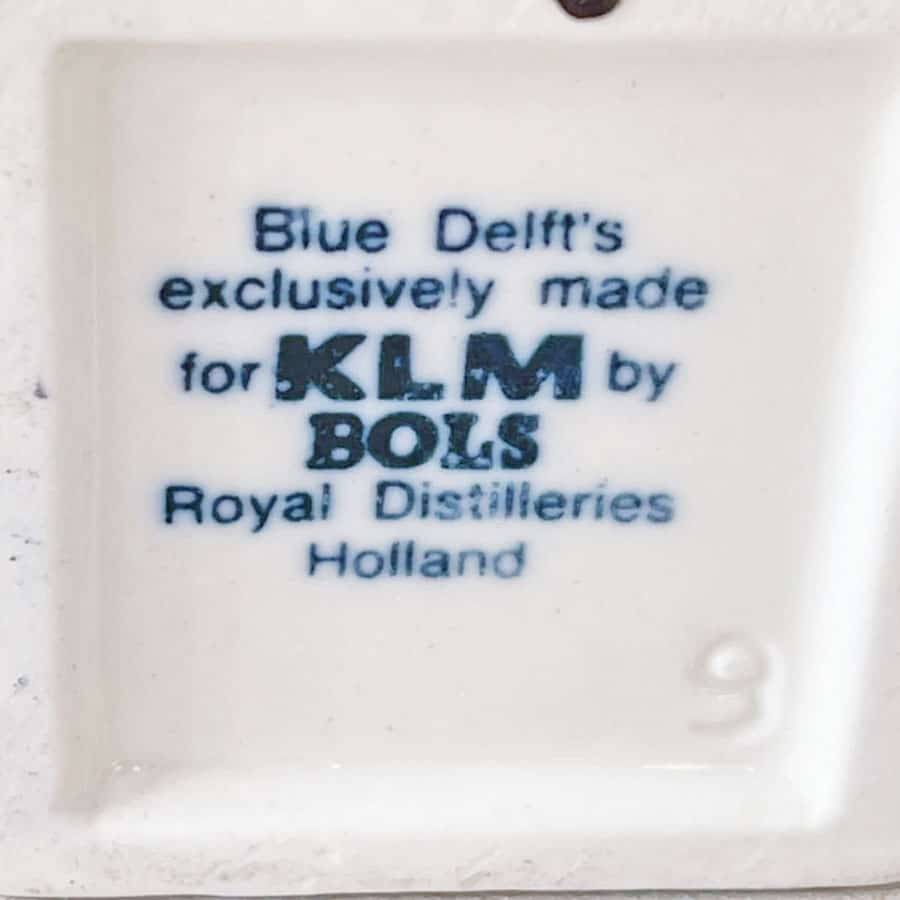 Blue Delft's
exclusively made
for KLM by
BOLS
Royal Distilleries
Holland
9